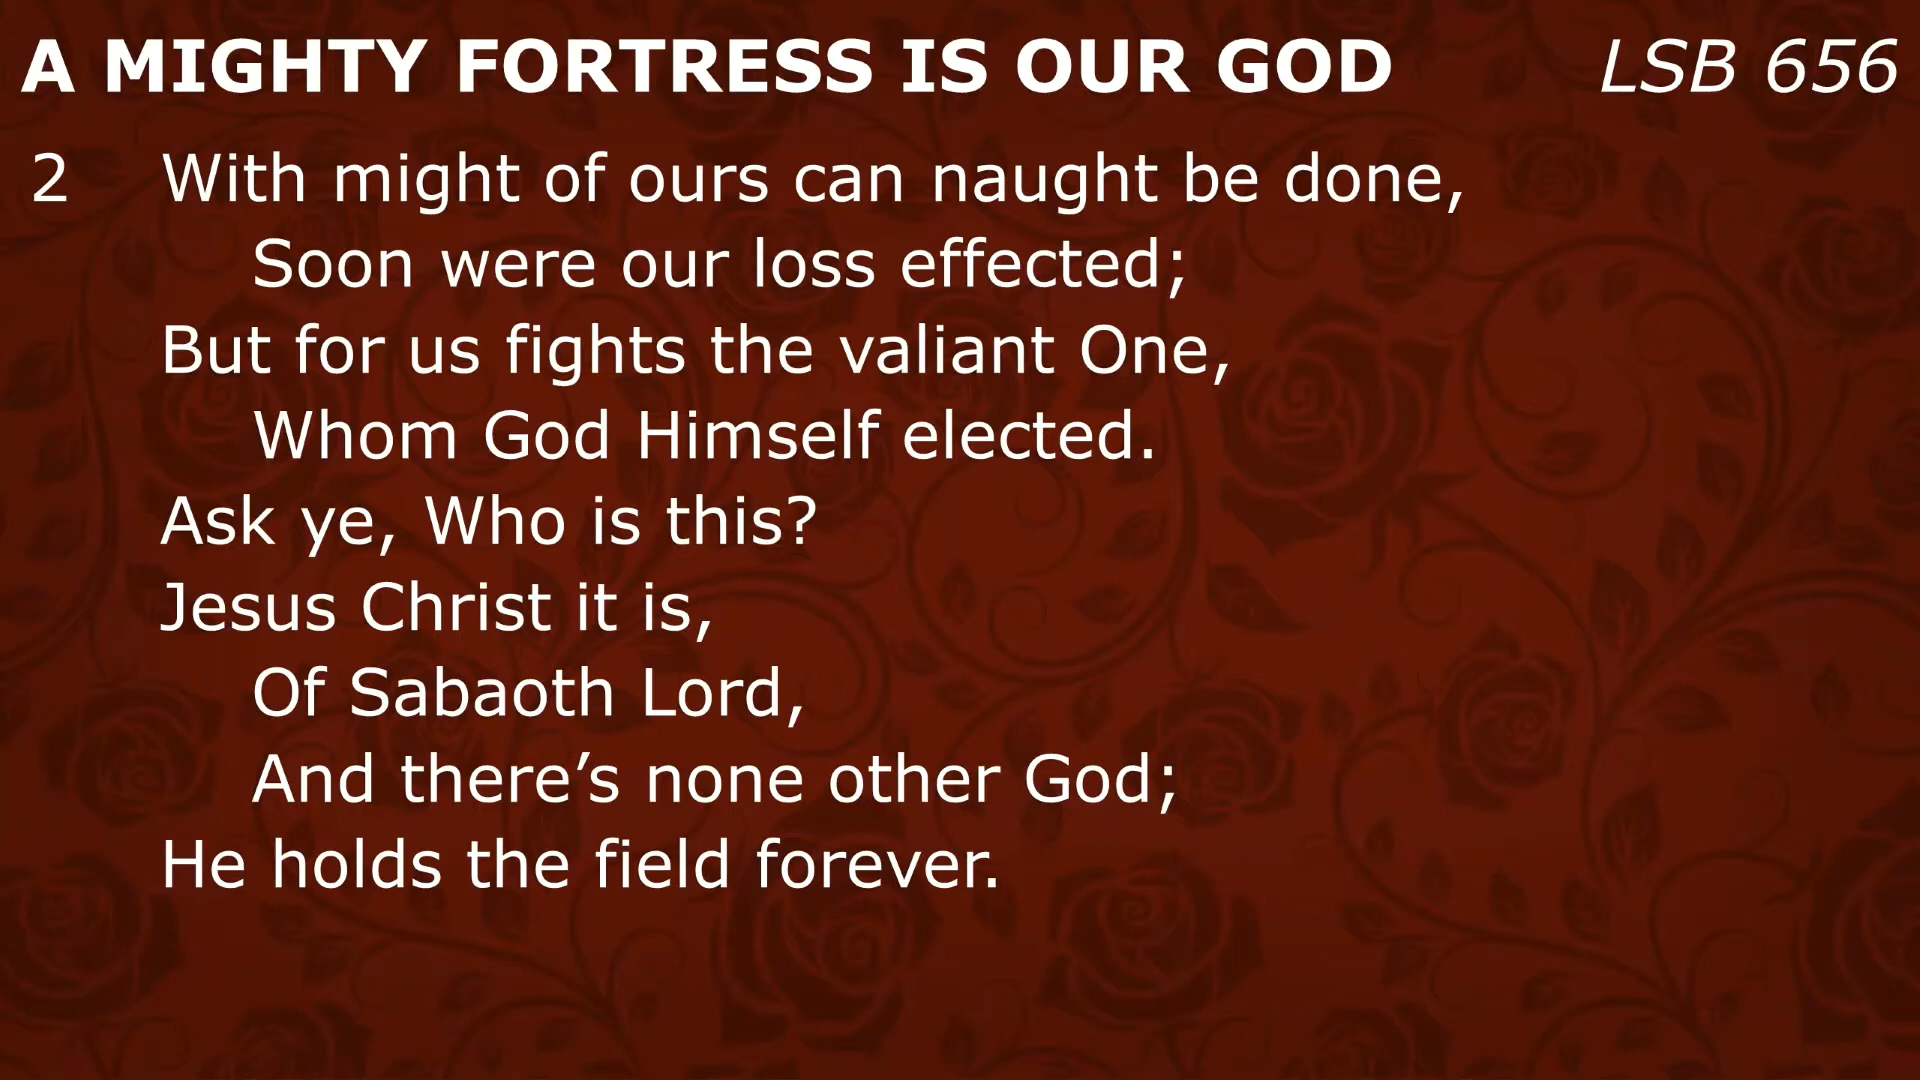 A MIGHTY FORTRESS IS OUR GOD LSB 656
2 With might of ours can naught be done,
Soon were our loss effected;
But for us fights the valiant One,
Whom God Himself elected.
Ask ye, Who is this?
Jesus Christ it is,
Of Sabaoth Lord,
And there’s none other God;
He holds the field forever.